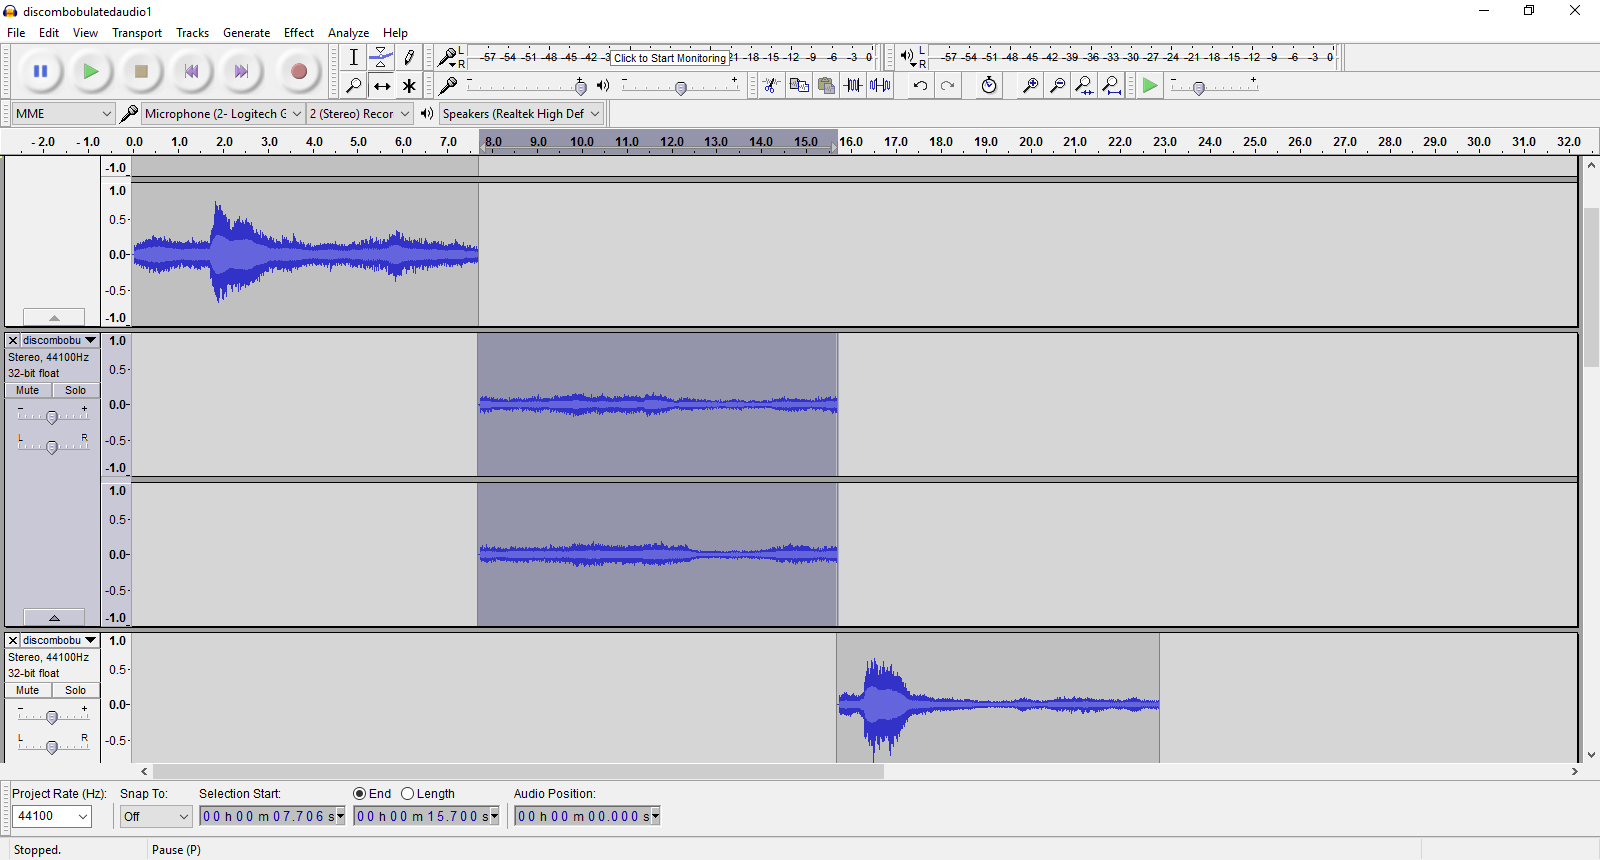 discombobulatedaudio1
File Edit View Transport Tracks Generate Effect Analyze Help
L R -57 -54 -51 -48 -45 -42 -3 Click to Start Monitoring 21 -18 -15 -12 -9 -6 -3 0 L R -57 -54 -51 -48 -45 -42 -39 -36 -33 -30 -27 -24 -21 -18 -15 -12 -9 -6 -3 0
- + - + - +
MME Microphone (2- Logitech G 2 (Stereo) Recor Speakers (Realtek High Def
-2.0 -1.0 0.0 1.0 2.0 3.0 4.0 5.0 6.0 7.0 8.0 9.0 10.0 11.0 12.0 13.0 14.0 15.0 16.0 17.0 18.0 19.0 20.0 21.0 22.0 23.0 24.0 25.0 26.0 27.0 28.0 29.0 30.0 31.0 32.0
-1.0
1.0
0.5
0.0
-0.5
-1.0
discombobu 1.0
Stereo, 44100Hz
0.5
32-bit float
Mute Solo
- + 0.0
L R -0.5
-1.0
1.0
0.5
0.0
-0.5
-1.0
discombobu 1.0
Stereo, 44100Hz
0.5
32-bit float
Mute Solo
- + 0.0
L R -0.5
Project Rate (Hz): Snap To: Selection Start: End Length Audio Position:
44100 Off 00 h 00 m 07.706 s 00 h 00 m 15.700 s 00 h 00 m 00.000 s
Stopped. Pause (P)